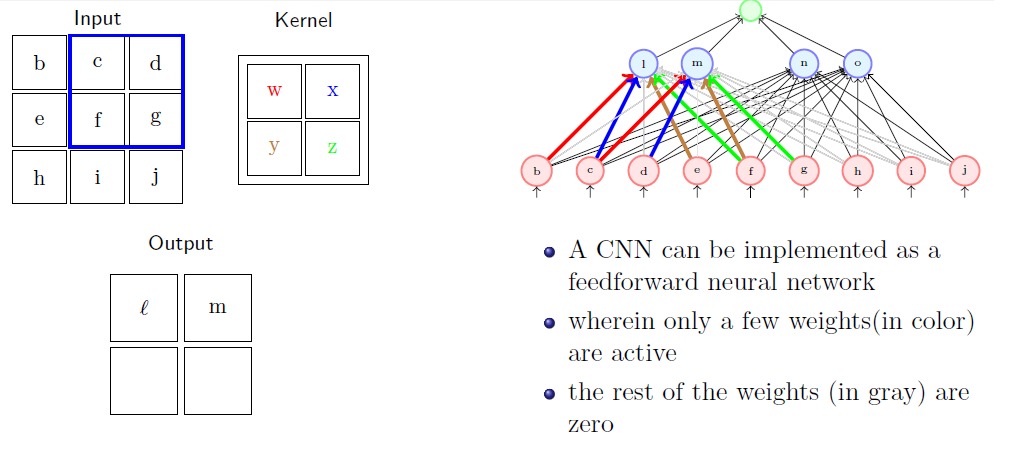 Input
b c d
e f g
h i j
Kernel
w x
y z
Output
ℓ m
l m n o
b c d e f g h i j
A CNN can be implemented as a
feedforward neural network
wherein only a few weights(in color)
are active
the rest of the weights (in gray) are
zero